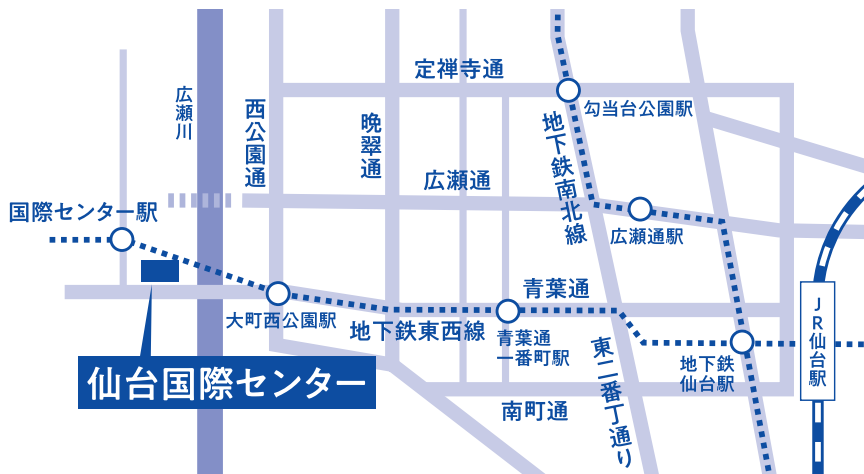 定禅寺通
勾当台公園駅
広瀬川
西公園通
晩翠通
地下鉄南北線
広瀬通
国際センター駅
広瀬通駅
青葉通
大町西公園駅
地下鉄東西線
青葉通
一番町駅
東二番丁通り
地下鉄
仙台駅
JR仙台駅
仙台国際センター
南町通